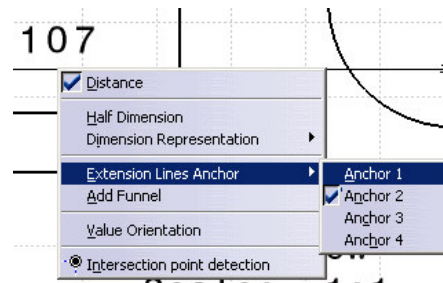 107
Distance
Half Dimension
Dimension Representation
Extension Lines Anchor
Anchor 1
Add Funnel
Anchor 2
Anchor 3
Value Orientation
Anchor 4
Intersection point detection